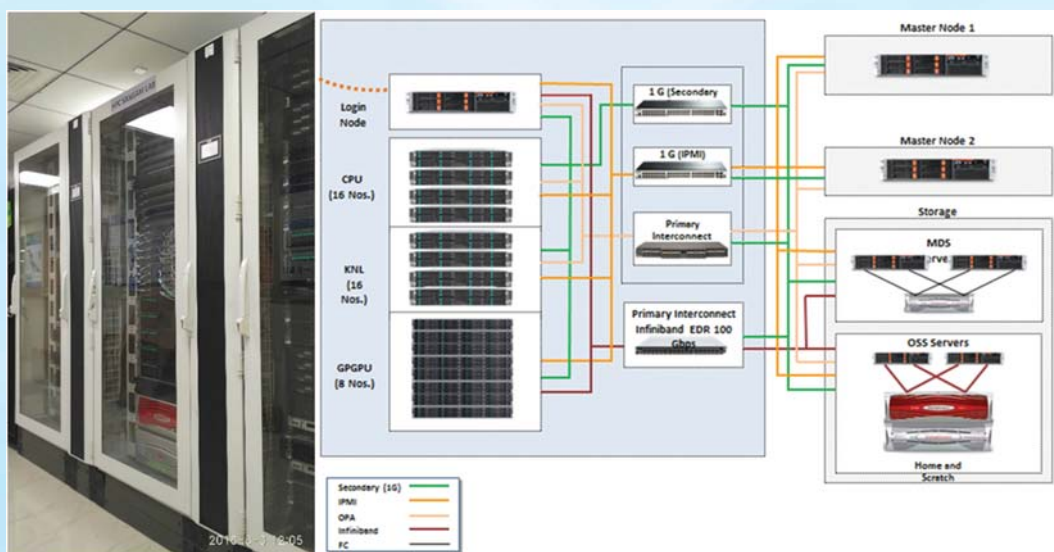 Login
Node
CPU
(16 Nos.)
KNL
(16
Nos.)
GPGPU
(8 Nos.)
1 G (Secondary
1 G (IPMI)
Primary
Interconnect
Primary Interconnect
Infiniband EDR 100
Gbps
Master Node 1
Master Node 2
Storage
MDS
OSS Servers
Home and
Scratch
Secondary (1G)
IPMI
OPA
Infiniband
FC